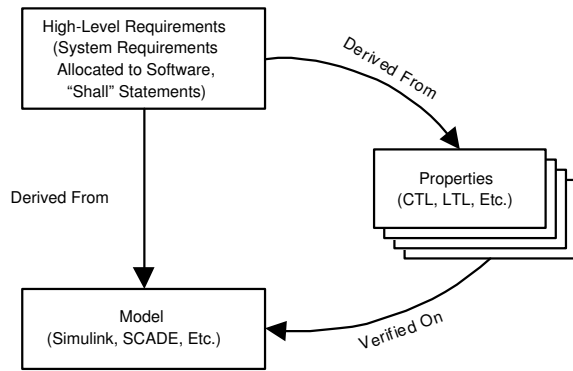 High-Level Requirements
(System Requirements
Allocated to Software,
“Shall” Statements)
Derived From
Properties
(CTL, LTL, Etc.)
Derived From
Model
(Simulink, SCADE, Etc.)
Verified On